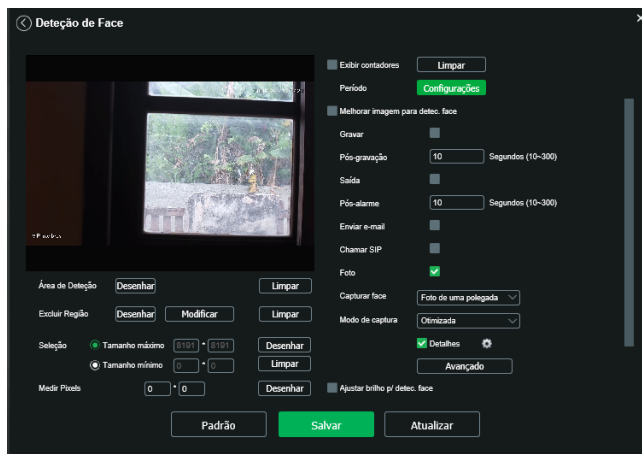 Deteção de Face
Exibir contadores Limpar
Período Configurações
Melhorar imagem para detec. face
Gravar
Pós-gravação 10 Segundos (10~300)
Saída
Pós-alarme 10 Segundos (10~300)
Enviar e-mail
Chamar SIP
Foto
Capturar face Foto de uma polegada
Modo de captura Otimizada
Detalhes
Avançado
Ajustar brilho p/ detec. face
Área de Deteção Desenhar Limpar
Excluir Região Desenhar Modificar Limpar
Seleção Tamanho máximo 8191 * 8191 Desenhar
Tamanho mínimo 0 * 0 Limpar
Medir Pixels 0 * 0 Desenhar
Padrão Salvar Atualizar